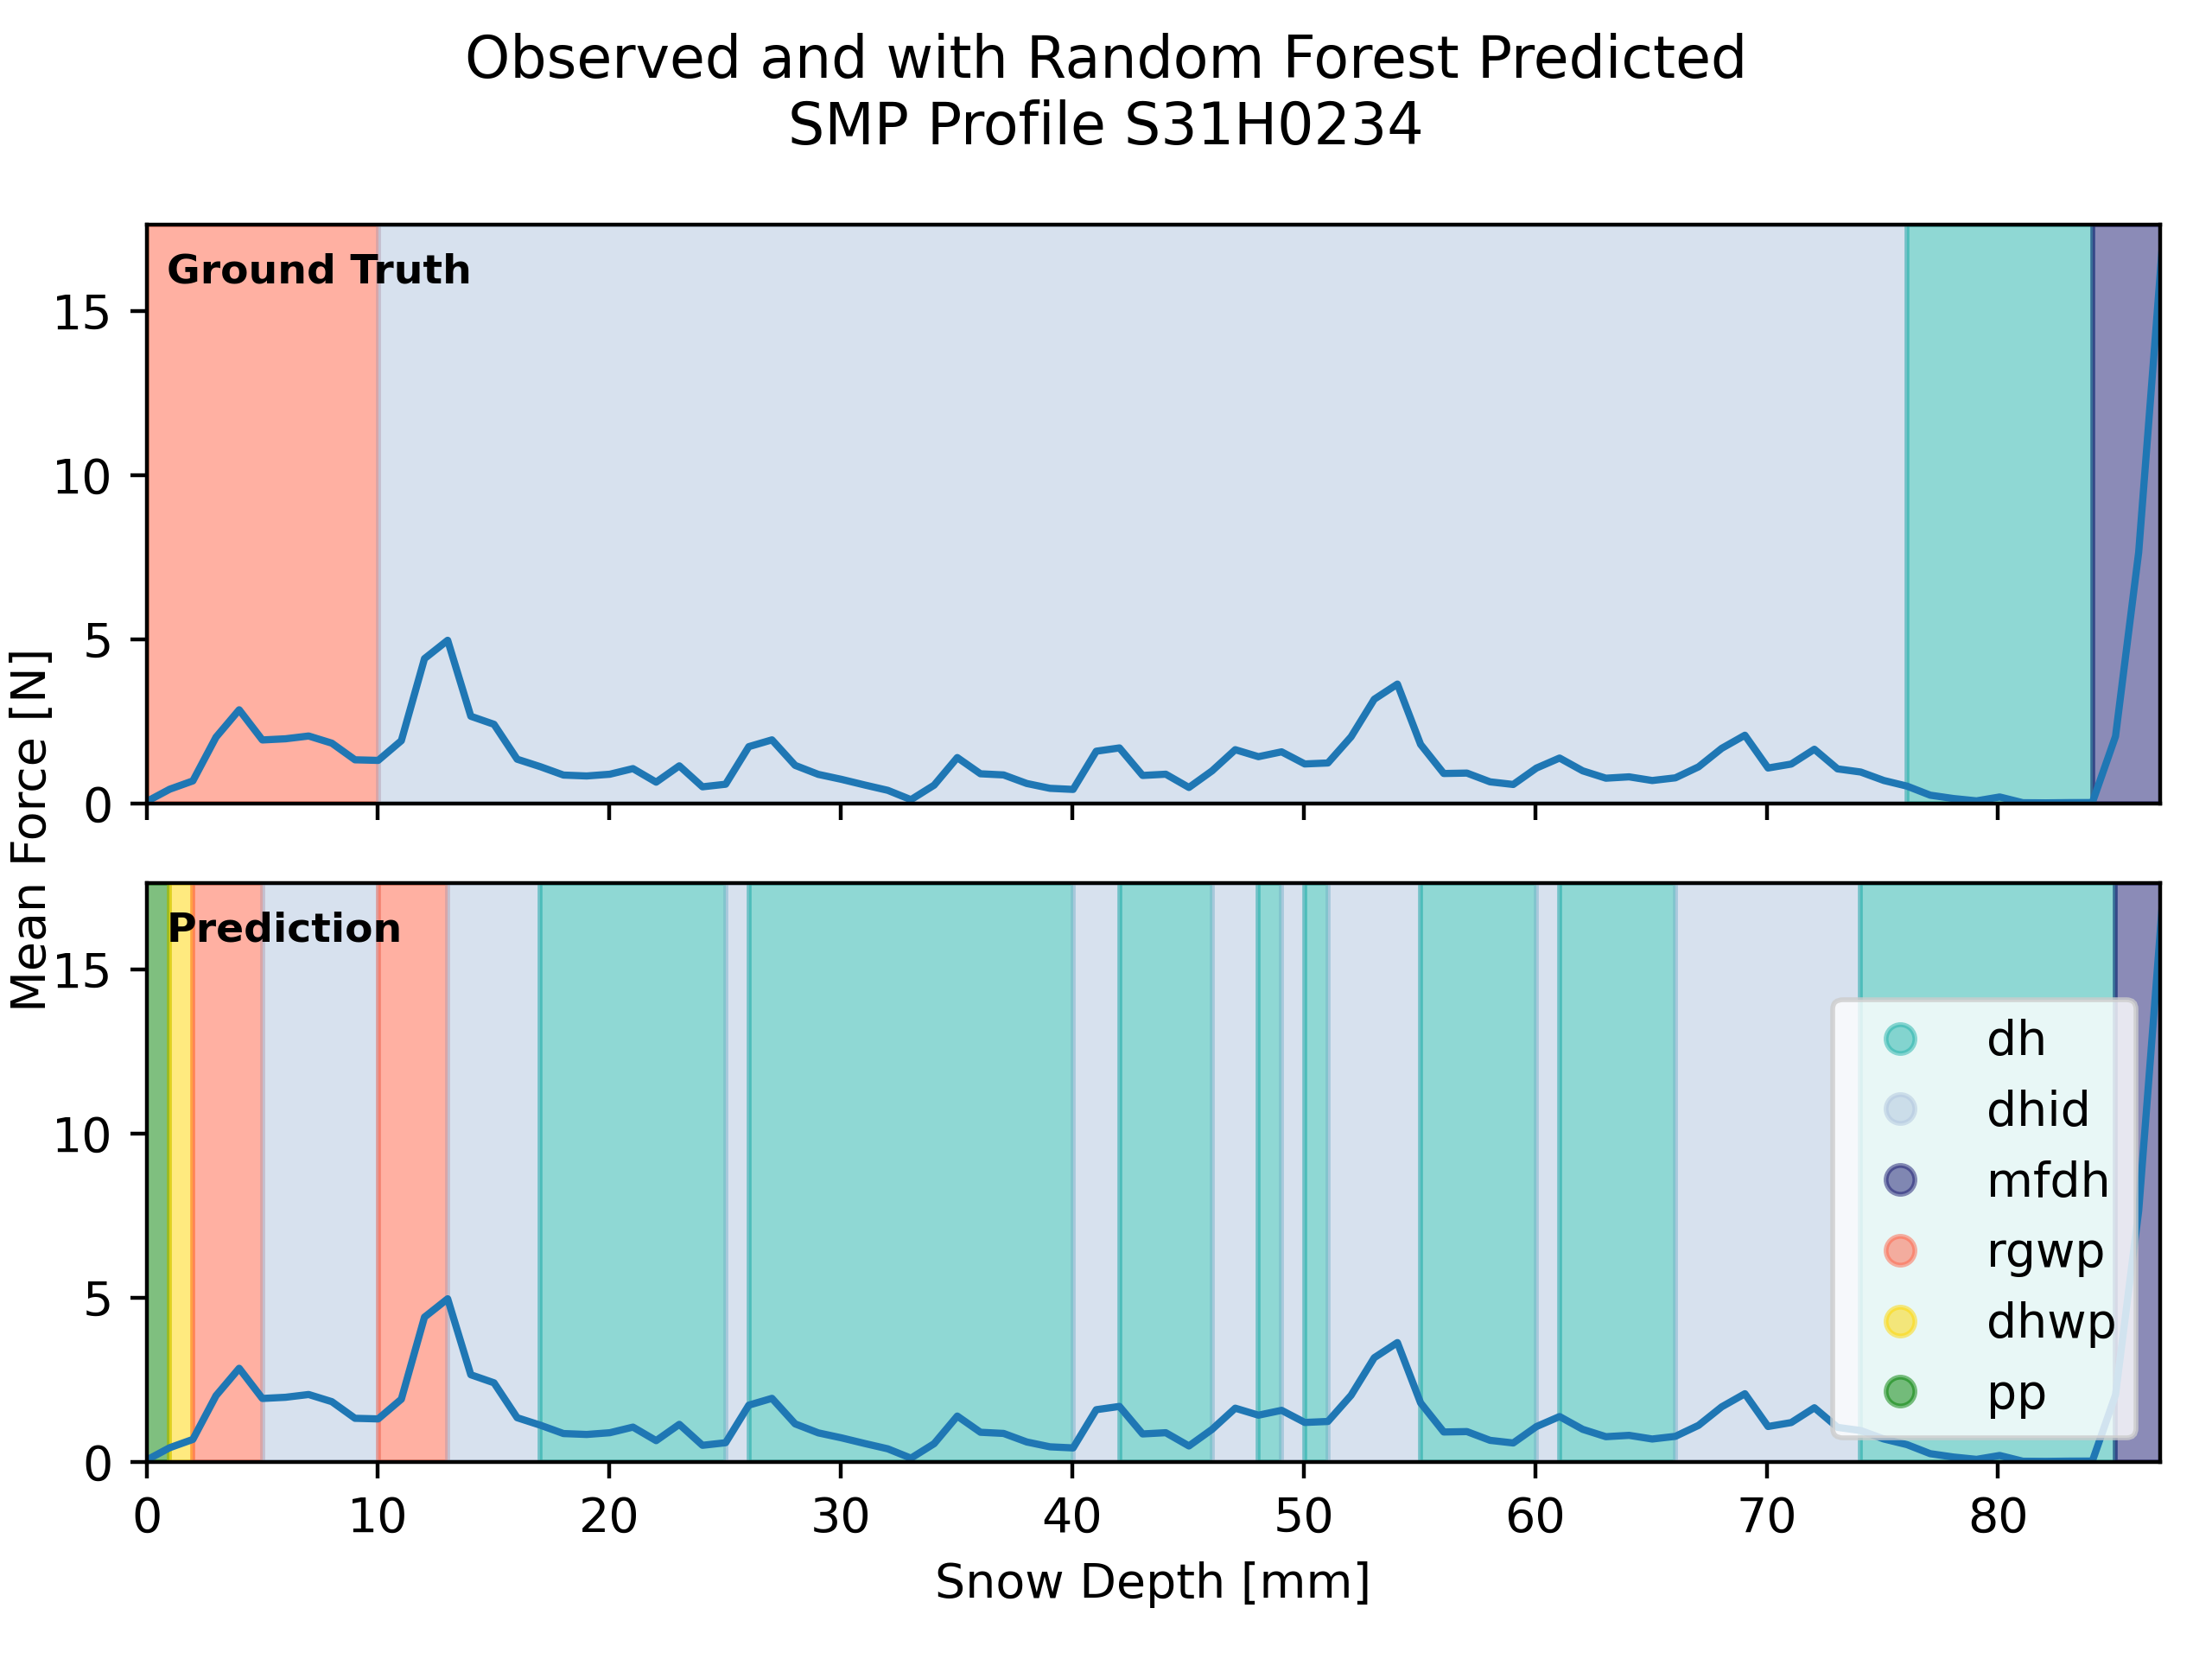 Observed and with Random Forest Predicted
SMP Profile S31H0234
Ground Truth
15
10
5
0
Mean Force [N]
Prediction
15
10
5
0
dh
dhid
mfdh
rgwp
dhwp
pp
0 10 20 30 40 50 60 70 80
Snow Depth [mm]